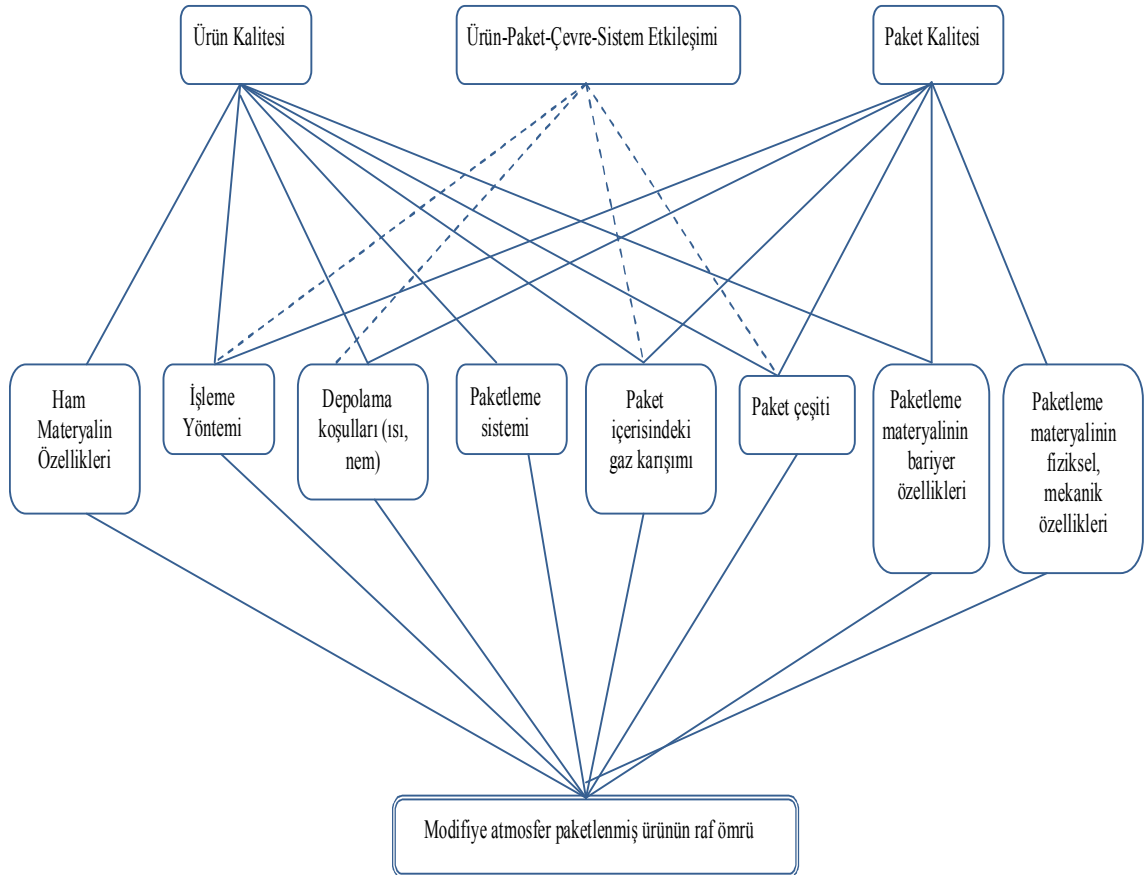 Ürün Kalitesi
Ürün-Paket-Çevre-Sistem Etkileşimi
Paket Kalitesi
Ham
Materyalin
Özellikleri
İşleme
Yöntemi
Depolama
koşulları (ısı,
nem)
Paketleme
sistemi
Paket
içerisindeki
gaz karışımı
Paket çeşiti
Paketleme
materyalinin
bariyer
özellikleri
Paketleme
materyalinin
fiziksel,
mekanik
özellikleri
Modifiye atmosfer paketlenmiş ürünün raf ömrü